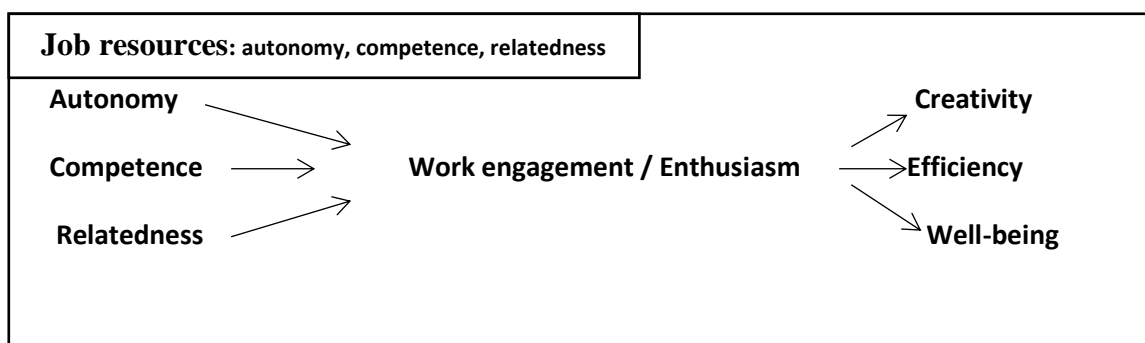 Job resources: autonomy, competence, relatedness
Autonomy
Creativity
Competence
Work engagement / Enthusiasm
Efficiency
Relatedness
Well-being